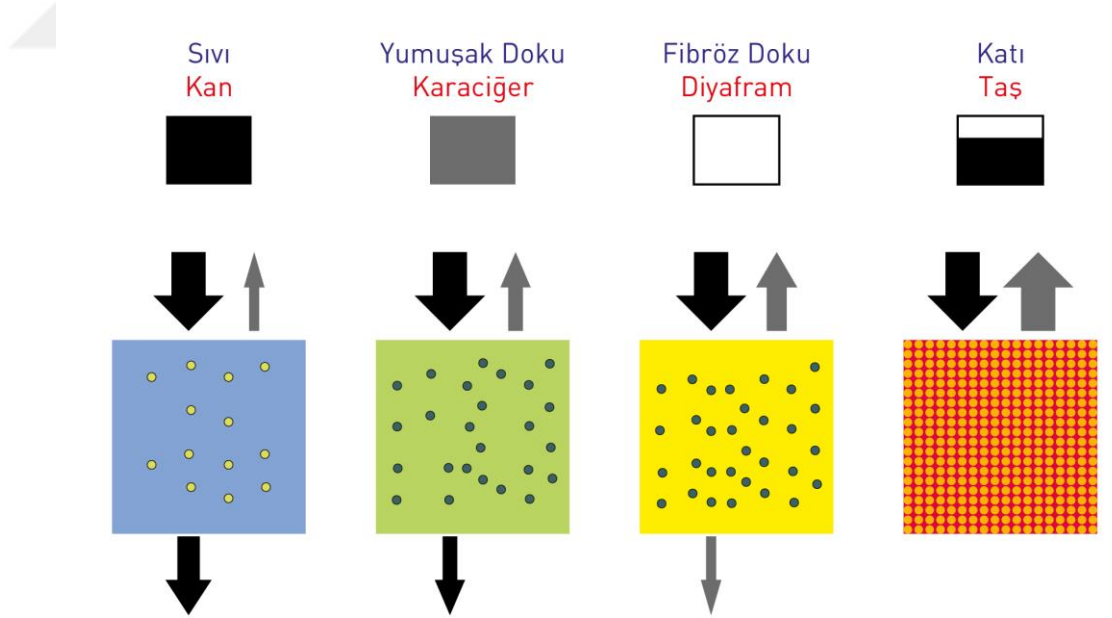 Sıvı
Kan
Yumuşak Doku
Karaciğer
Fibröz Doku
Diyafram
Katı
Taş